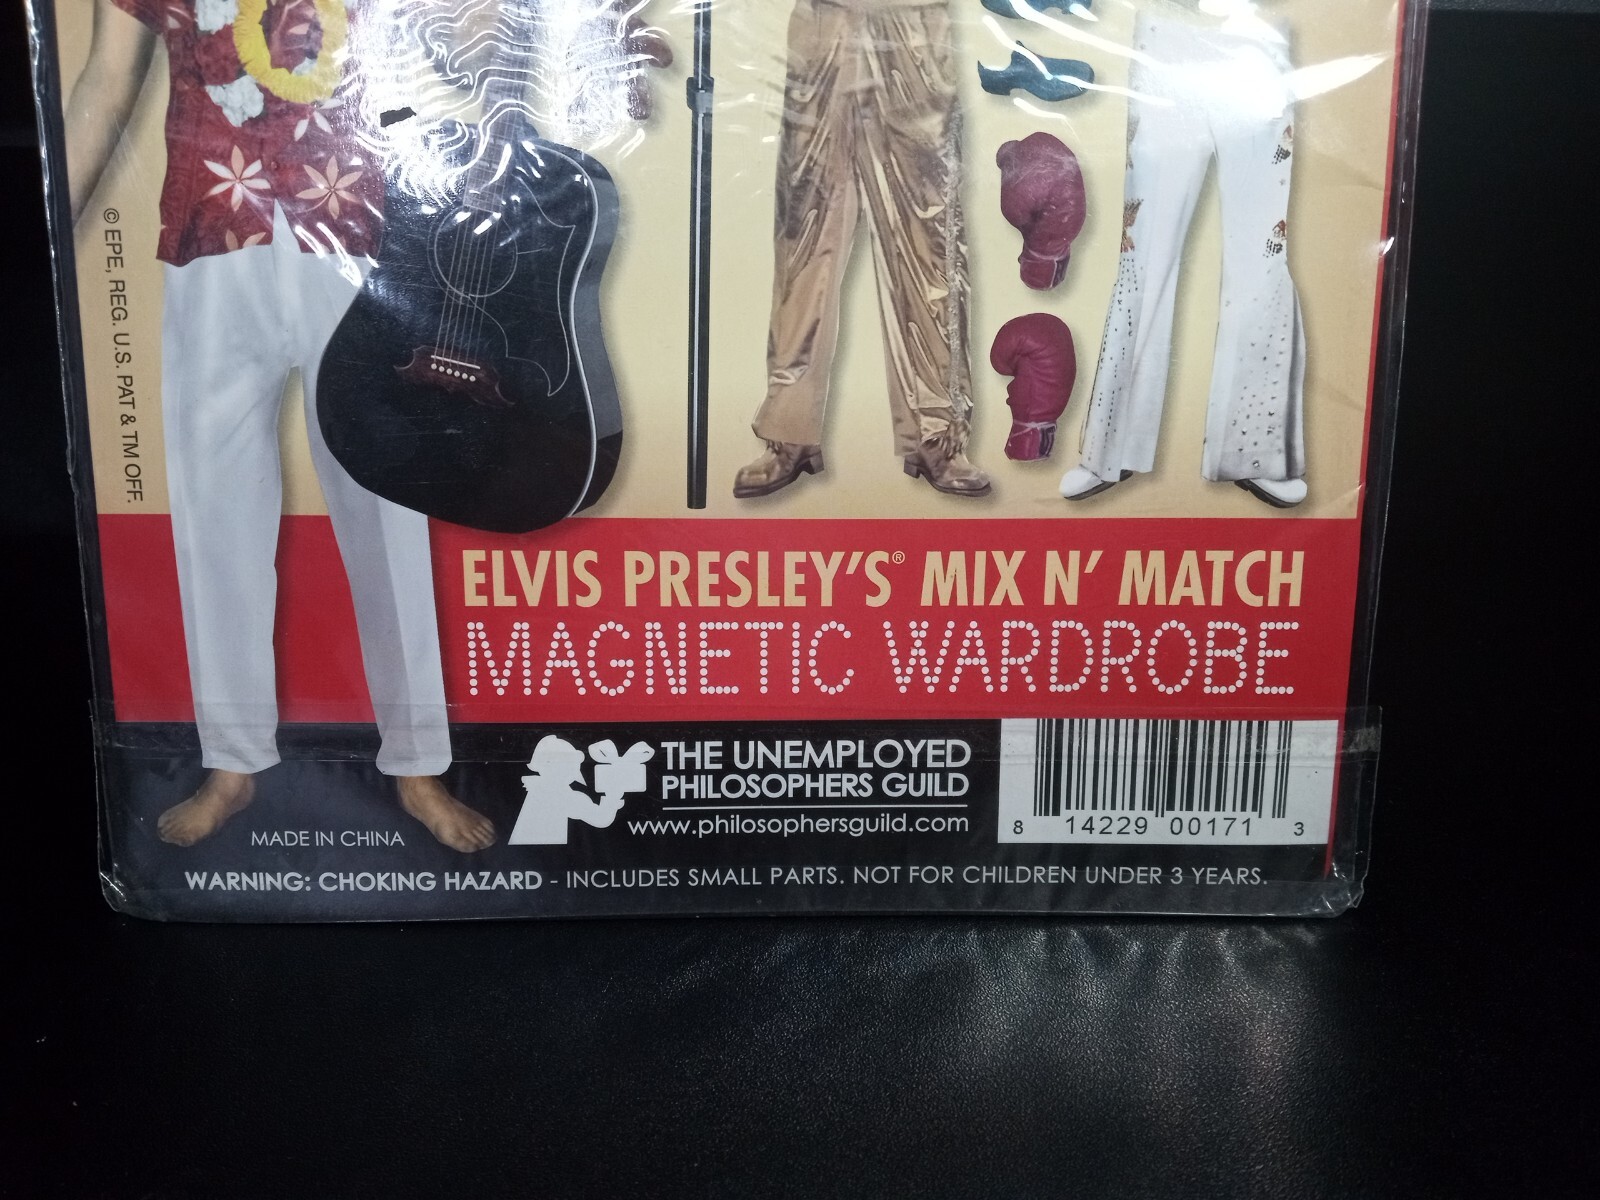 © EPE, REG. U.S. PAT & TM OFF.
ELVIS PRESLEY'S® MIX N' MATCH
MAGNETIC WARDROBE
THE UNEMPLOYED
PHILOSOPHERS GUILD
www.philosophersguild.com
8 14229 00171 3
MADE IN CHINA
WARNING: CHOKING HAZARD - INCLUDES SMALL PARTS. NOT FOR CHILDREN UNDER 3 YEARS.